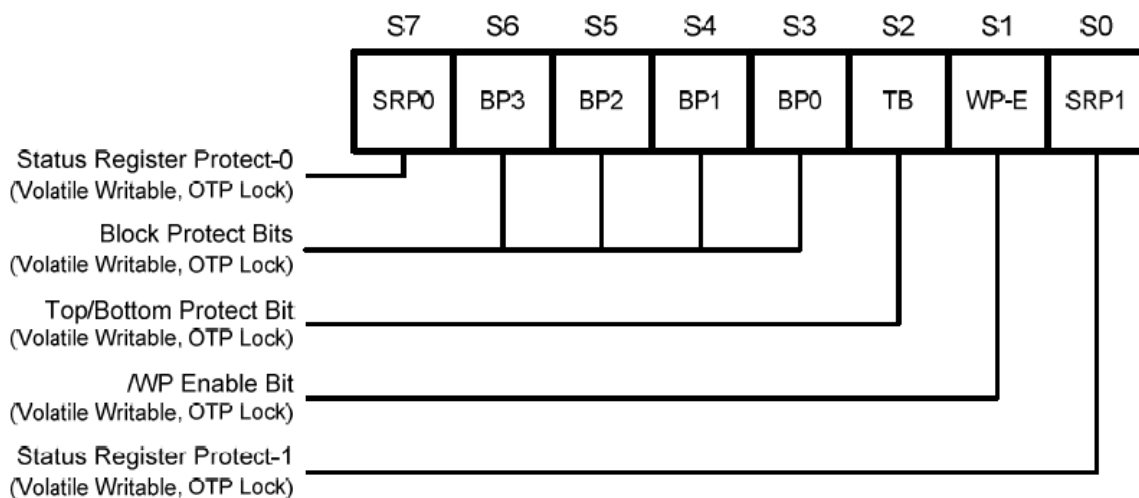 S7 S6 S5 S4 S3 S2 S1 S0
SRP0 BP3 BP2 BP1 BP0 TB WP-E SRP1
Status Register Protect-0
(Volatile Writable, OTP Lock)
Block Protect Bits
(Volatile Writable, OTP Lock)
Top/Bottom Protect Bit
(Volatile Writable, OTP Lock)
/WP Enable Bit
(Volatile Writable, OTP Lock)
Status Register Protect-1
(Volatile Writable, OTP Lock)